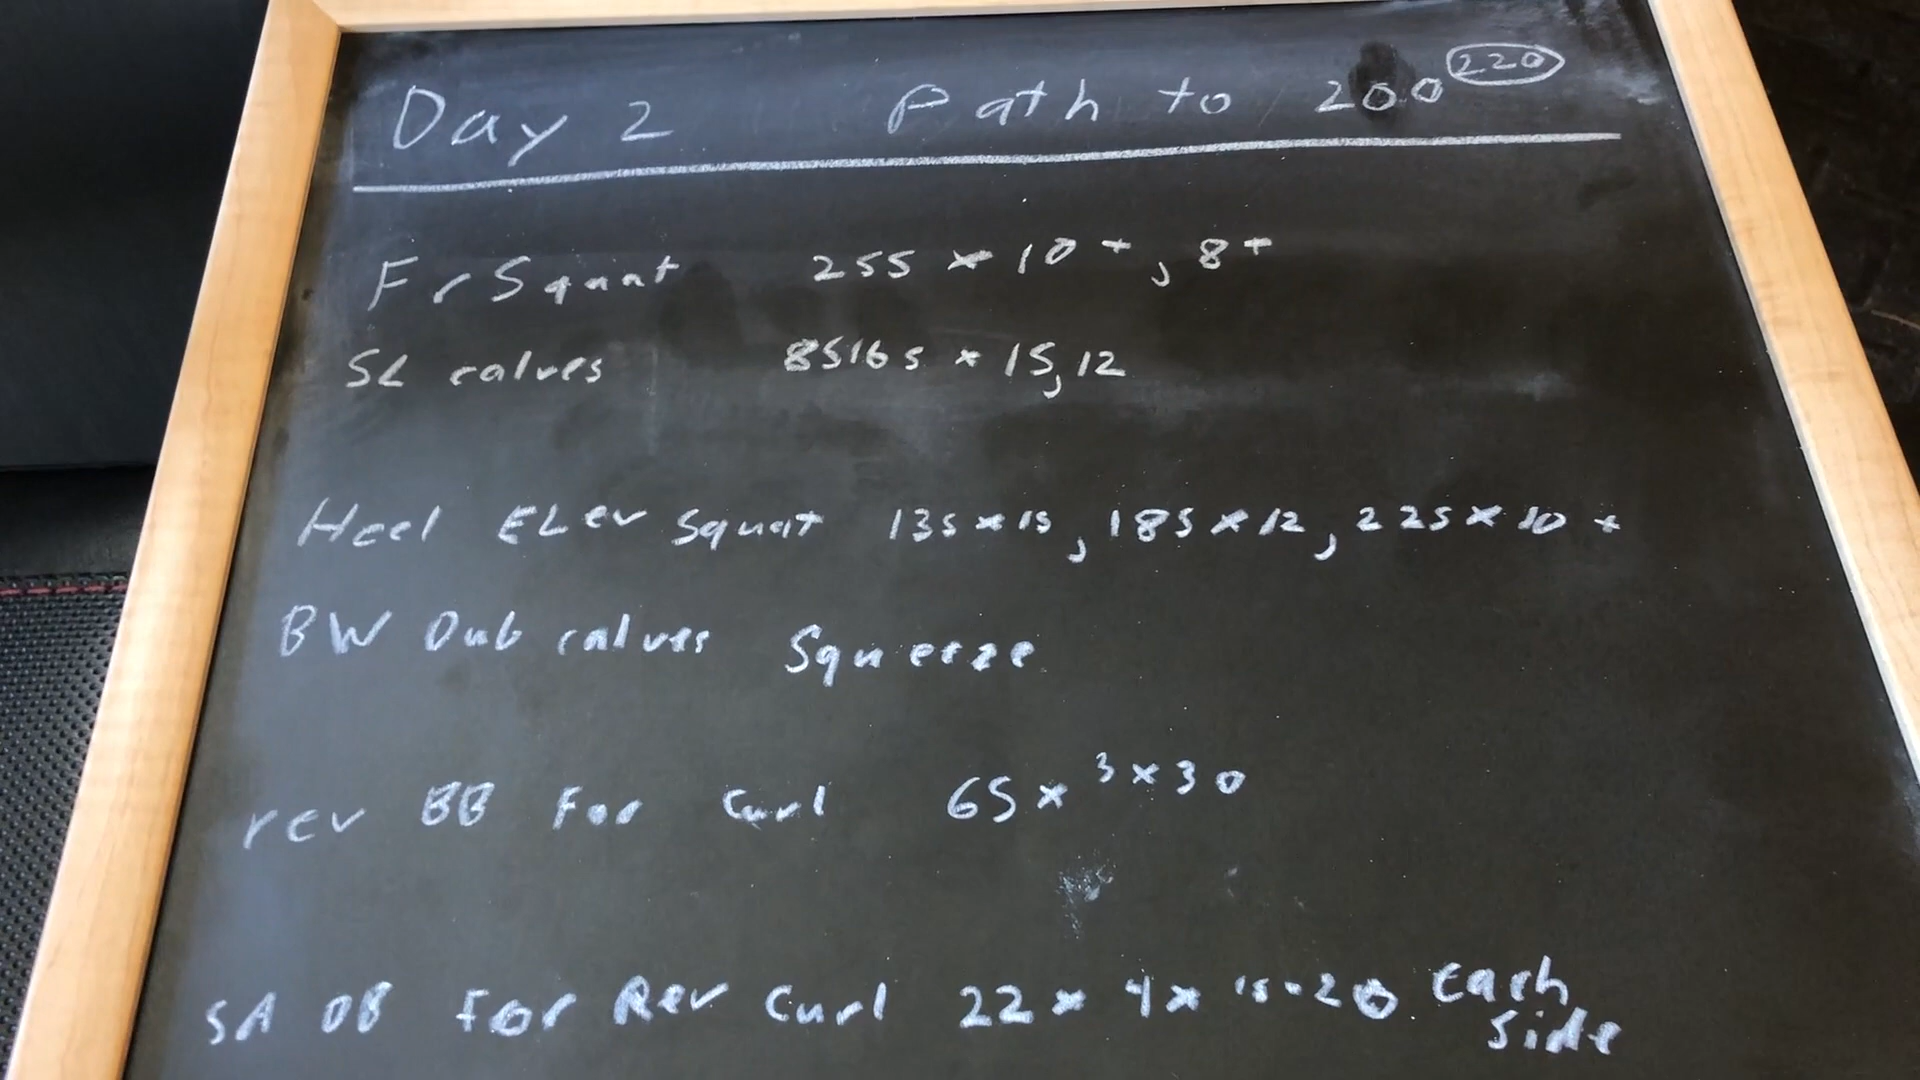 Day 2 Path to 200 220
Fr Squat 255 x 10+, 8+
SL calves 85lbs x 15, 12
Heel ELev Squat 135 x 15, 185 x 12, 225 x 10 +
BW Dub calves Squeeze
rev BB For Curl 65 x 3 x 30
SA DB For Rev Curl 22 x 4 x 15-20 Each
Side